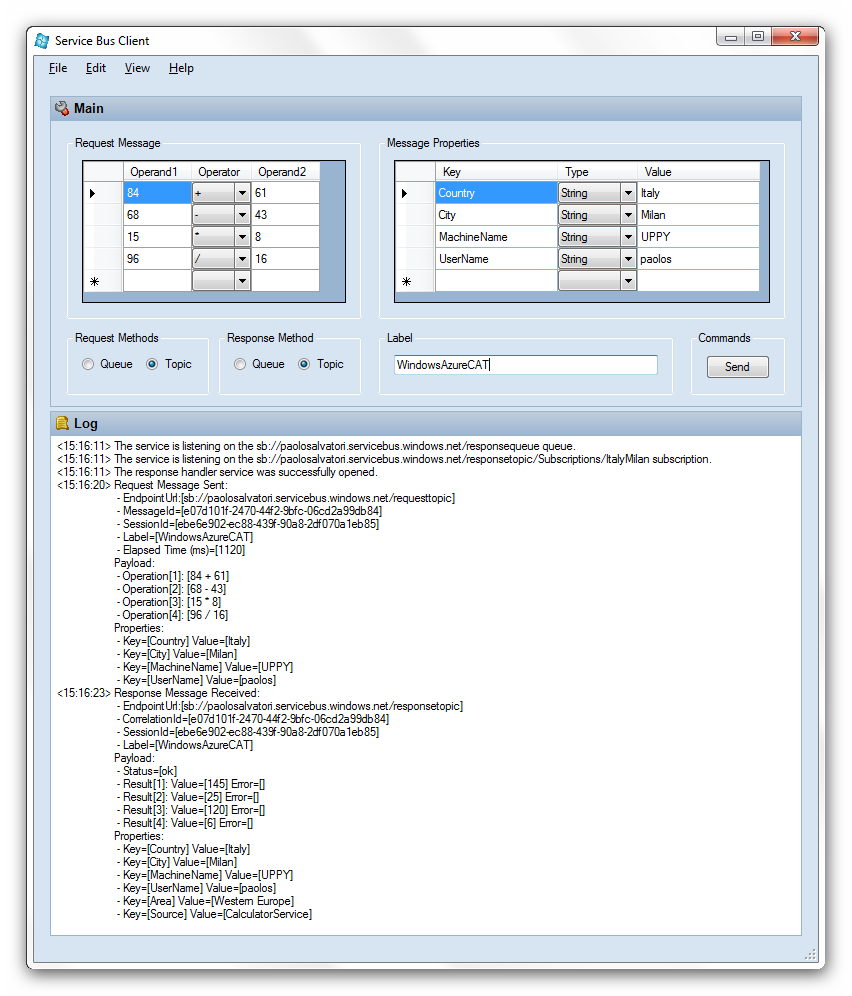 Service Bus Client
File Edit View Help
Main
Request Message
Operand1 Operator Operand2
84 + 61
68 - 43
15 * 8
96 / 16
Message Properties
Key Type Value
Country String Italy
City String Milan
MachineName String UPPY
UserName String paolos
Request Methods
Queue Topic
Response Method
Queue Topic
Label
WindowsAzureCAT
Commands
Send
Log
<15:16:11> The service is listening on the sb://paolosalvatori.servicebus.windows.net/responsequeue queue.
<15:16:11> The service is listening on the sb://paolosalvatori.servicebus.windows.net/responsetopic/Subscriptions/ItalyMilan subscription.
<15:16:11> The response handler service was successfully opened.
<15:16:20> Request Message Sent:
- EndpointUrl:[sb://paolosalvatori.servicebus.windows.net/requesttopic]
- MessageId=[e07d101f-2470-44f2-9bfc-06cd2a99db84]
- SessionId=[ebe6e902-ec88-439f-90a8-2df070a1eb85]
- Label=[WindowsAzureCAT]
- Elapsed Time (ms)=[1120]
Payload:
- Operation[1]: [84 + 61]
- Operation[2]: [68 - 43]
- Operation[3]: [15 * 8]
- Operation[4]: [96 / 16]
Properties:
- Key=[Country] Value=[Italy]
- Key=[City] Value=[Milan]
- Key=[MachineName] Value=[UPPY]
- Key=[UserName] Value=[paolos]
<15:16:23> Response Message Received:
- EndpointUrl:[sb://paolosalvatori.servicebus.windows.net/responsetopic]
- CorrelationId=[e07d101f-2470-44f2-9bfc-06cd2a99db84]
- SessionId=[ebe6e902-ec88-439f-90a8-2df070a1eb85]
- Label=[WindowsAzureCAT]
Payload:
- Status=[ok]
- Result[1]: Value=[145] Error=[]
- Result[2]: Value=[25] Error=[]
- Result[3]: Value=[120] Error=[]
- Result[4]: Value=[6] Error=[]
Properties:
- Key=[Country] Value=[Italy]
- Key=[City] Value=[Milan]
- Key=[MachineName] Value=[UPPY]
- Key=[UserName] Value=[paolos]
- Key=[Area] Value=[Western Europe]
- Key=[Source] Value=[CalculatorService]